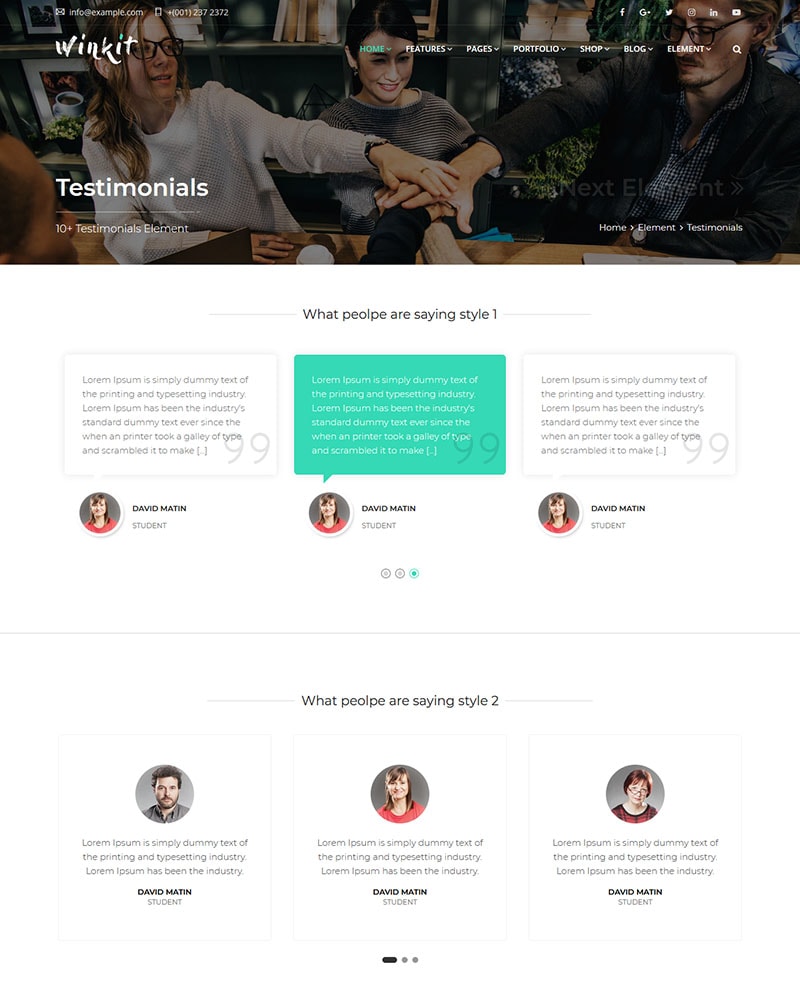 info@example.com +(001) 237 2372
winkit
HOME FEATURES PAGES PORTFOLIO SHOP BLOG ELEMENT
Testimonials
Next Element
10+ Testimonials Element
Home Element Testimonials
What peolpe are saying style 1
Lorem Ipsum is simply dummy text of
the printing and typesetting industry.
Lorem Ipsum has been the industry's
standard dummy text ever since the
when an printer took a galley of type
and scrambled it to make [...]
DAVID MATIN
STUDENT
Lorem Ipsum is simply dummy text of
the printing and typesetting industry.
Lorem Ipsum has been the industry's
standard dummy text ever since the
when an printer took a galley of type
and scrambled it to make [...]
DAVID MATIN
STUDENT
Lorem Ipsum is simply dummy text of
the printing and typesetting industry.
Lorem Ipsum has been the industry's
standard dummy text ever since the
when an printer took a galley of type
and scrambled it to make [...]
DAVID MATIN
STUDENT
What peolpe are saying style 2
Lorem Ipsum is simply dummy text of
the printing and typesetting industry.
Lorem Ipsum has been the industry.
DAVID MATIN
STUDENT
Lorem Ipsum is simply dummy text of
the printing and typesetting industry.
Lorem Ipsum has been the industry.
DAVID MATIN
STUDENT
Lorem Ipsum is simply dummy text of
the printing and typesetting industry.
Lorem Ipsum has been the industry.
DAVID MATIN
STUDENT